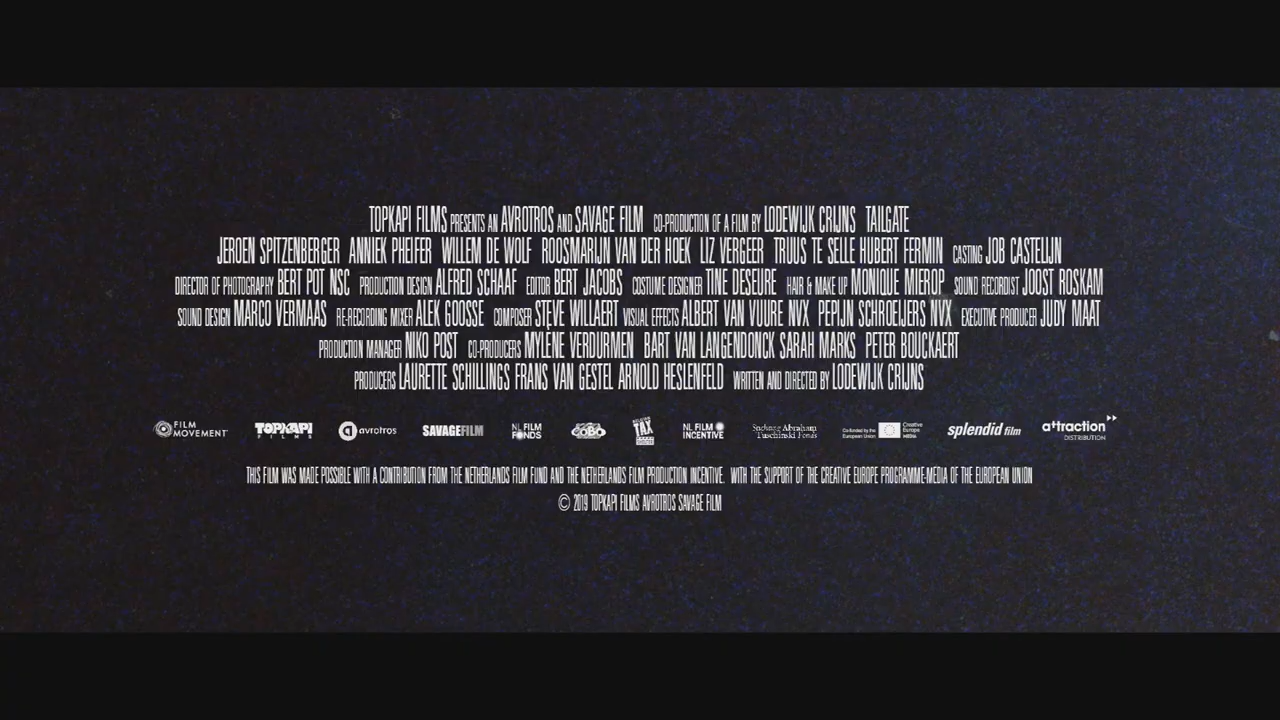 TOPKAPI FILMS PRESENTS AN AVROTROS AND SAVAGE FILM CO-PRODUCTION OF A FILM BY LODEWIJK CRIJNS TAILGATE
JEROEN SPITZENBERGER ANNIEK PHEIFER WILLEM DE WOLF ROOSMARIJN VAN DER HOEK LIZ VERGEER TRUUS TE SELLE HUBERT FERMIN CASTING JOB CASTELIJN
DIRECTOR OF PHOTOGRAPHY BERT POT NSC PRODUCTION DESIGN ALFRED SCHAAF EDITOR BERT JACOBS COSTUME DESIGNER TINE DESEURE HAIR & MAKE UP MONIQUE MIEROP SOUND RECORDIST JOOST ROSKAM
SOUND DESIGN MARCO VERMAAS RE-RECORDING MIXER ALEK GOOSSE COMPOSER STEVE WILLAERT VISUAL EFFECTS ALBERT VAN VUURE NVX PEPIJN SCHROEIJERS NVX EXECUTIVE PRODUCER JUDY MAAT
PRODUCTION MANAGER NIKO POST CO-PRODUCERS MYLÈNE VERDURMEN BART VAN LANGENDONCK SARAH MARKS PETER BOUCKAERT
PRODUCERS LAURETTE SCHILLINGS FRANS VAN GESTEL ARNOLD HESLENFELD WRITTEN AND DIRECTED BY LODEWIJK CRIJNS
FILM MOVEMENT
TOPKAPI FILMS
avrotros
SAVAGEFILM
NL FILM FONDS
COBO
TAX
NL FILM INCENTIVE
Abraham Tuschinski Fonds
Co-funded by the European Union
Creative Europe MEDIA
splendid film
attraction DISTRIBUTION
THIS FILM WAS MADE POSSIBLE WITH A CONTRIBUTION FROM THE NETHERLANDS FILM FUND AND THE NETHERLANDS FILM PRODUCTION INCENTIVE. WITH THE SUPPORT OF THE CREATIVE EUROPE PROGRAMME-MEDIA OF THE EUROPEAN UNION
© 2019 TOPKAPI FILMS AVROTROS SAVAGE FILM